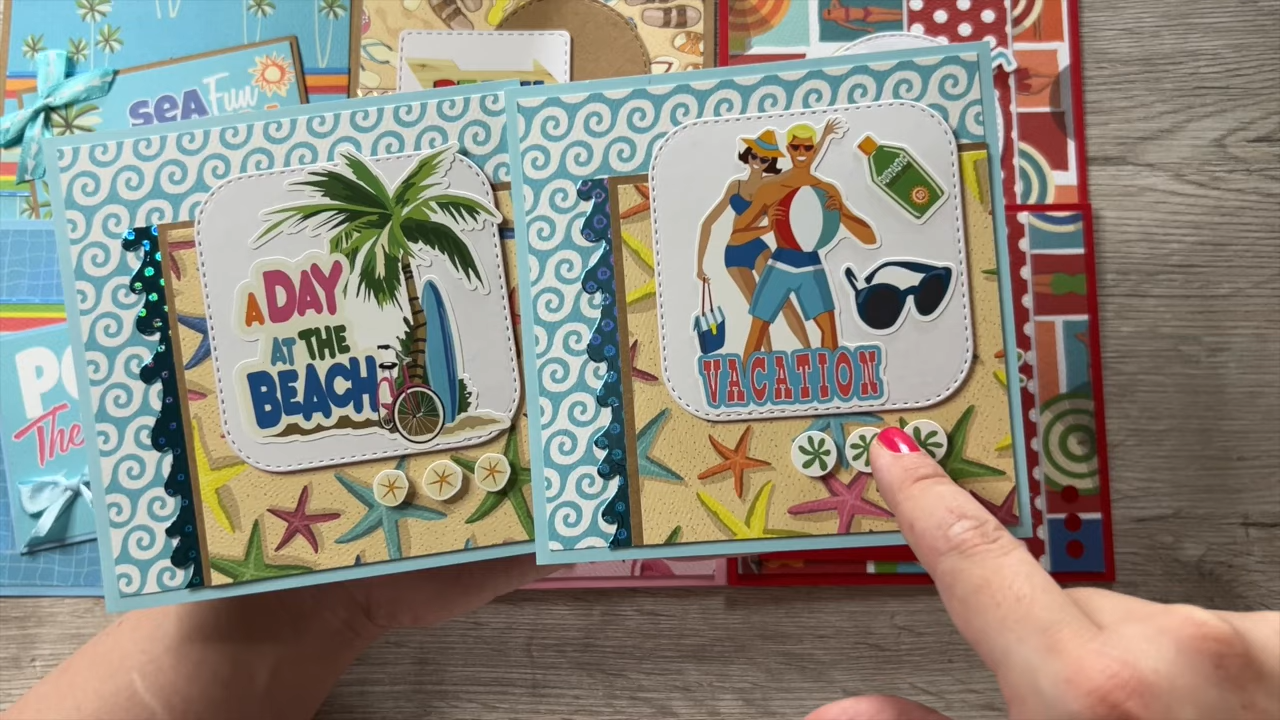 SEA Fun
A DAY
AT THE
BEACH
VACATION
PO
The